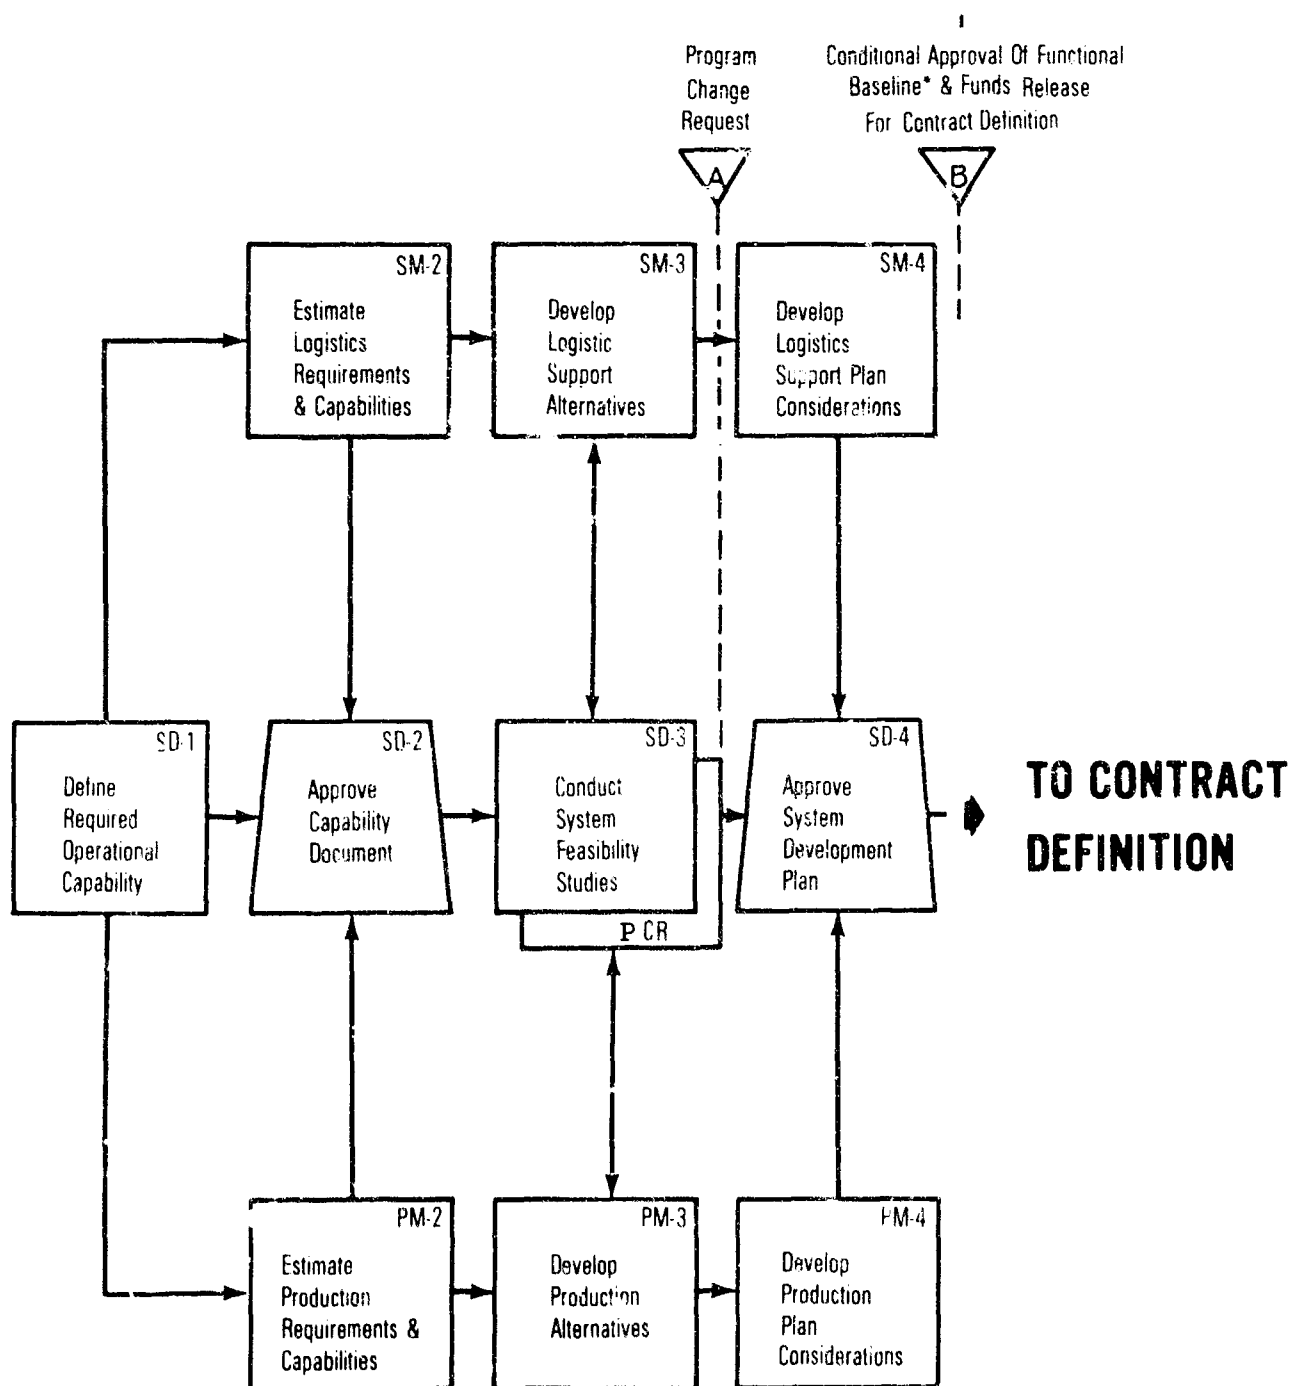 Program
Change
Request
A
Conditional Approval Of Functional
Baseline* & Funds Release
For Contract Definition
B
SM-2
Estimate
Logistics
Requirements
& Capabilities
SM-3
Develop
Logistic
Support
Alternatives
SM-4
Develop
Logistics
Support Plan
Considerations
SD-1
Define
Required
Operational
Capability
SD-2
Approve
Capability
Document
SD-3
Conduct
System
Feasibility
Studies
PCR
SD-4
Approve
System
Development
Plan
TO CONTRACT
DEFINITION
PM-2
Estimate
Production
Requirements &
Capabilities
PM-3
Develop
Production
Alternatives
PM-4
Develop
Production
Plan
Considerations